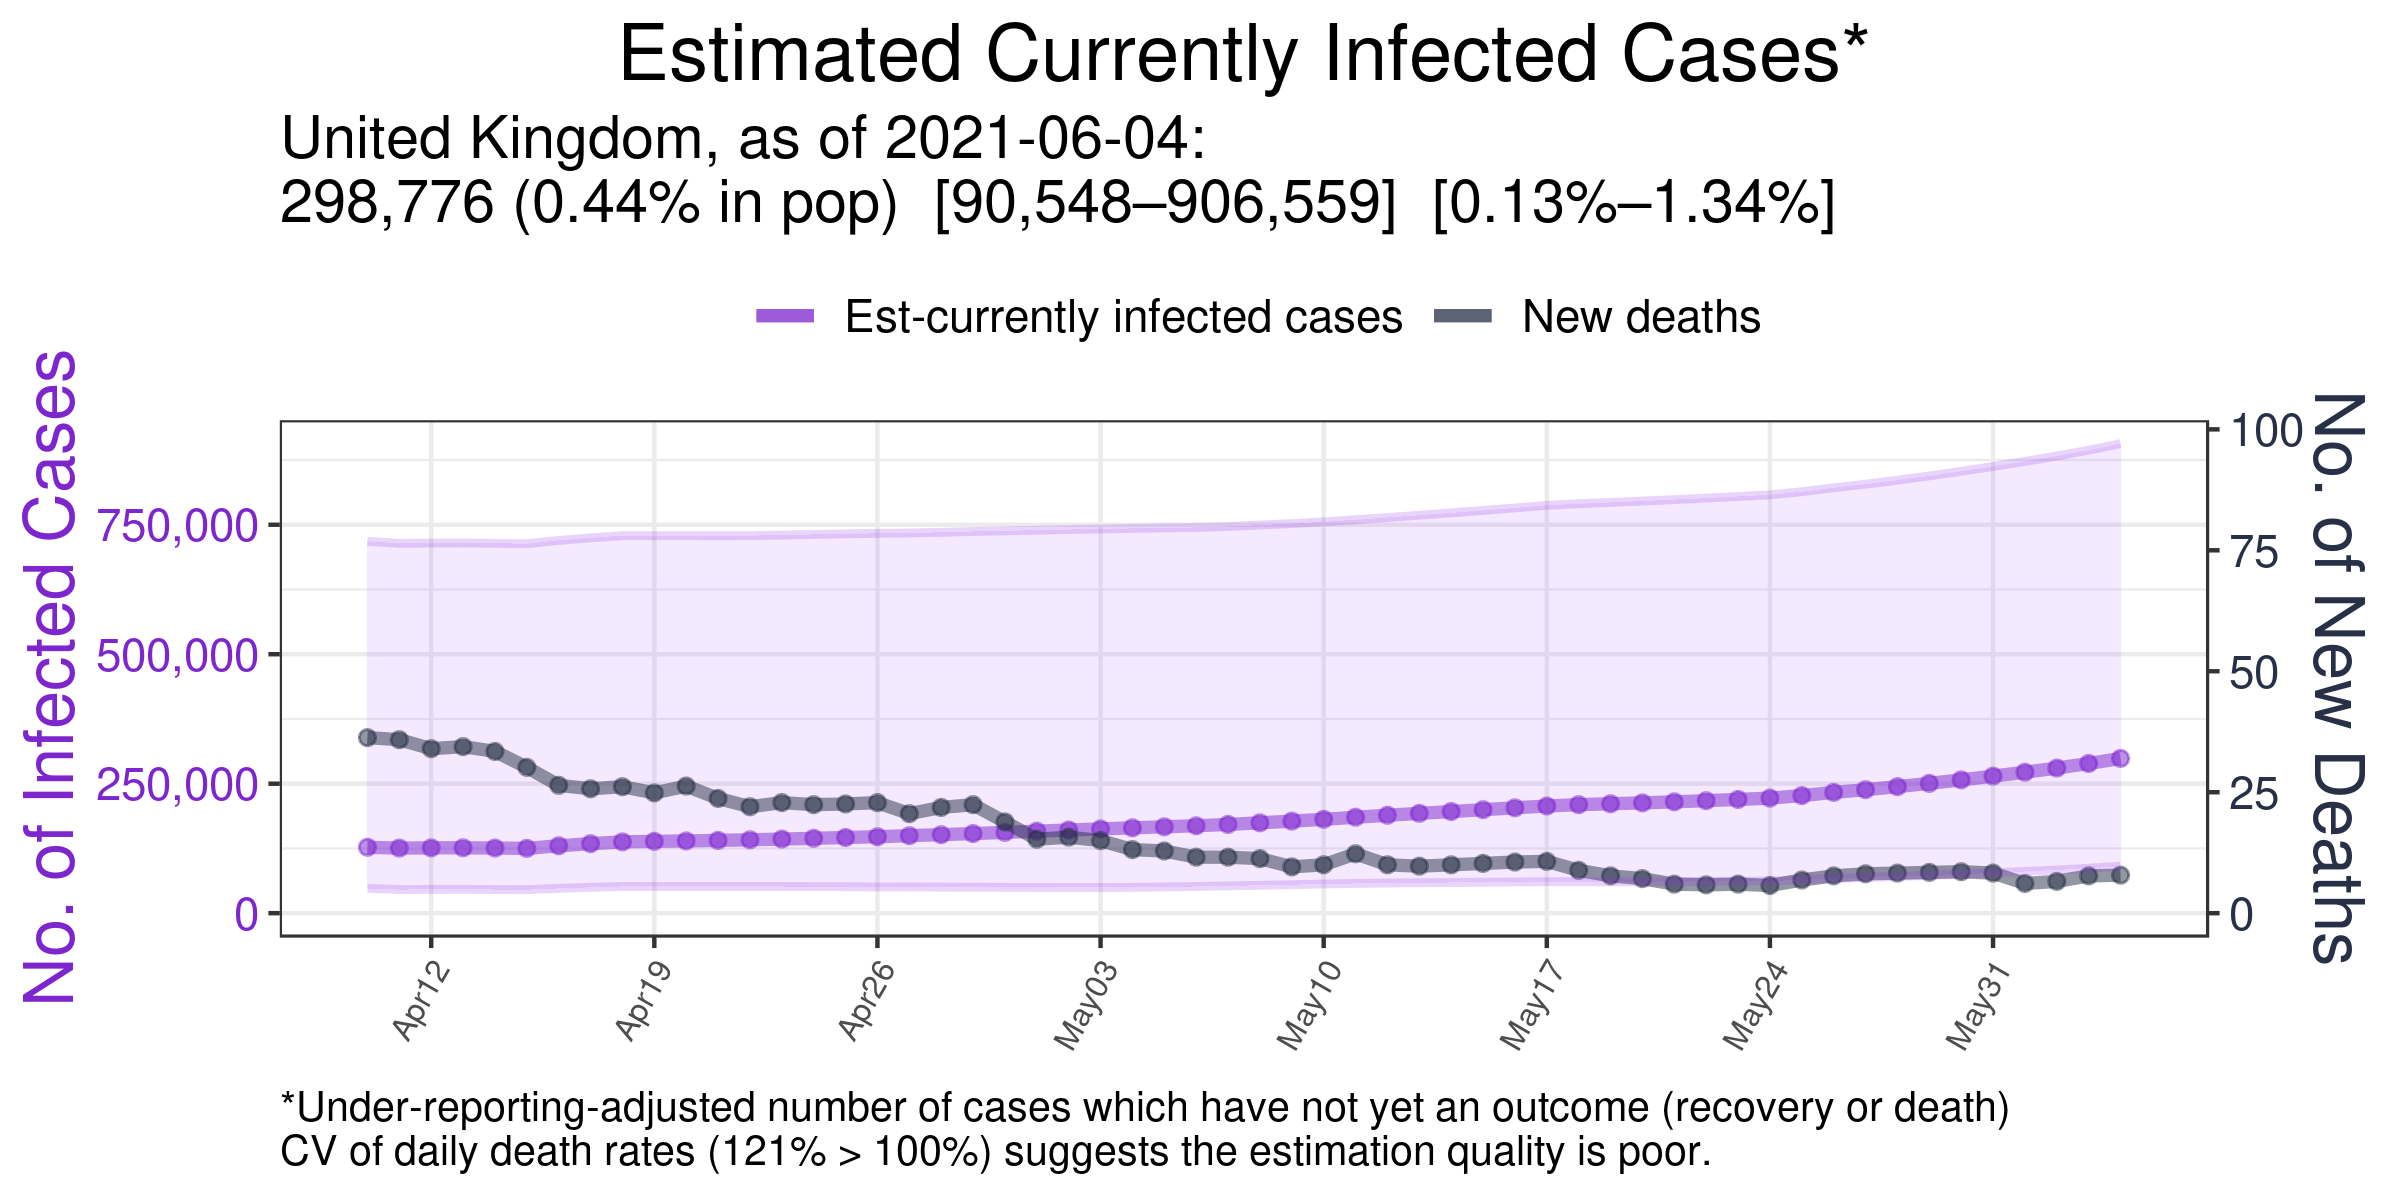 Estimated Currently Infected Cases*
United Kingdom, as of 2021-06-04:
298,776 (0.44% in pop)  [90,548–906,559]  [0.13%–1.34%]
Est-currently infected cases
New deaths
No. of Infected Cases
750,000
500,000
250,000
0
100
75
50
25
0
No. of New Deaths
Apr12
Apr19
Apr26
May03
May10
May17
May24
May31
*Under-reporting-adjusted number of cases which have not yet an outcome (recovery or death)
CV of daily death rates (121% > 100%) suggests the estimation quality is poor.